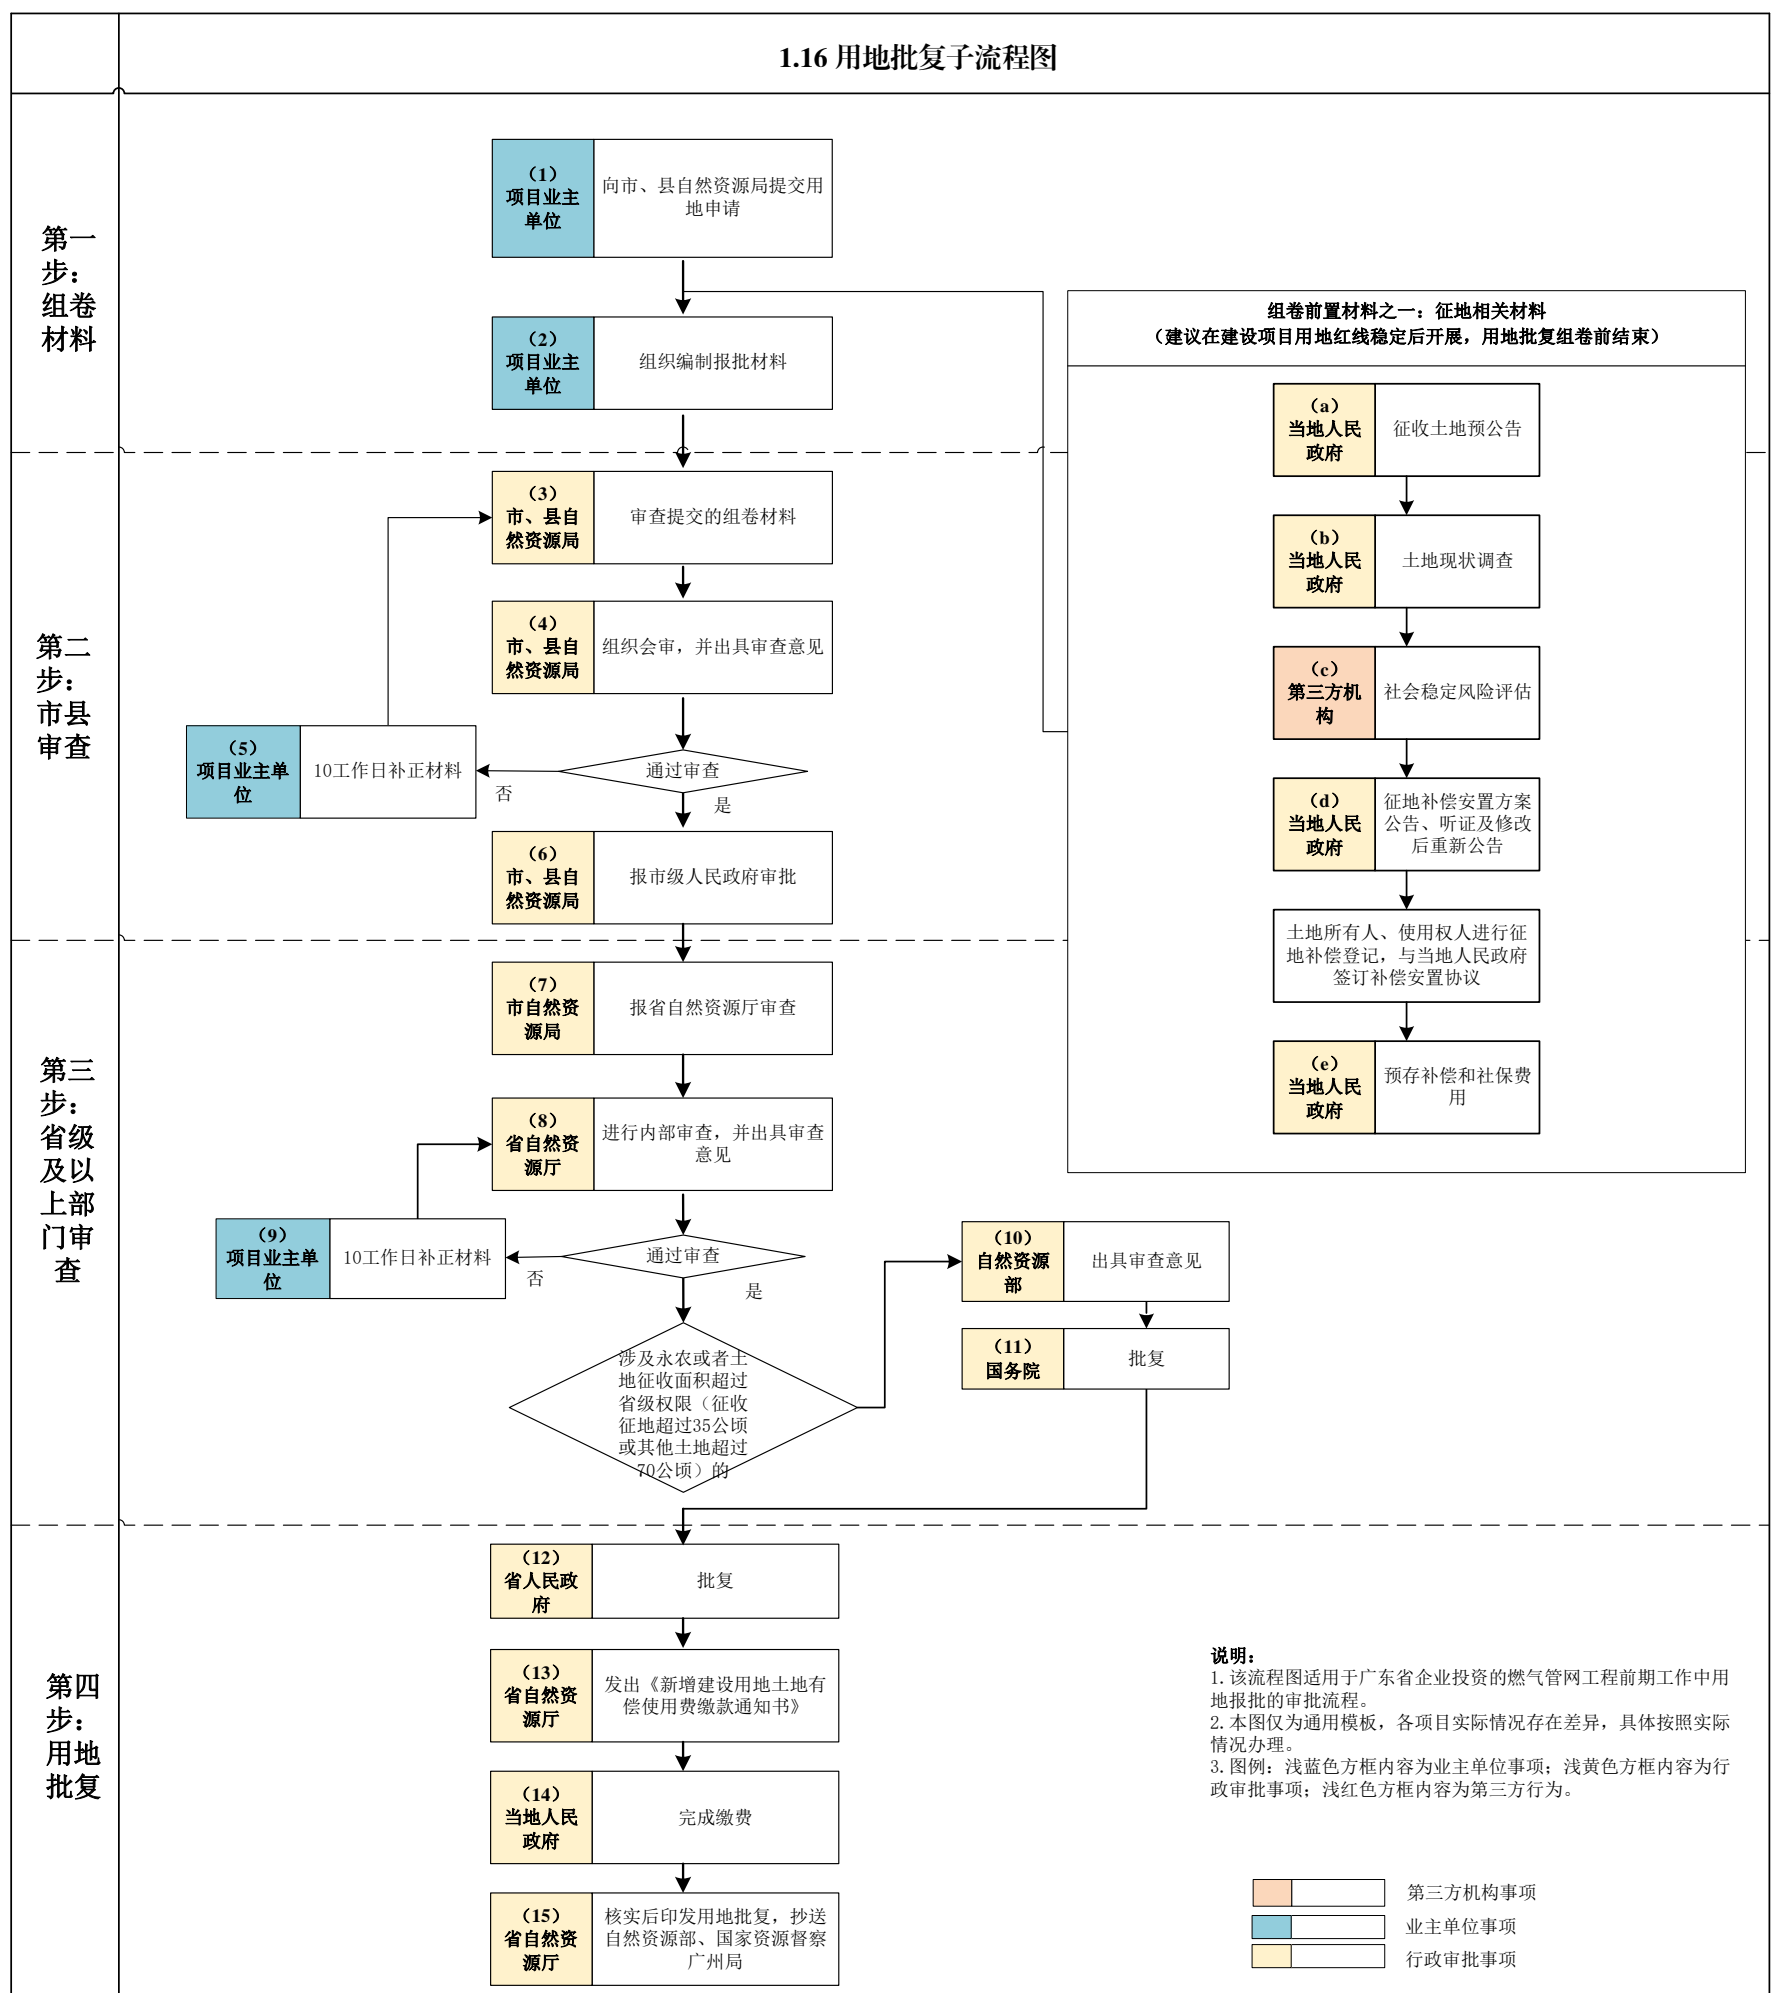 1.16 用地批复子流程图
第一
步：
组卷
材料
（1）
项目业主
单位
向市、县自然资源局提交用
地申请
（2）
项目业主
单位
组织编制报批材料
组卷前置材料之一：征地相关材料
（建议在建设项目用地红线稳定后开展，用地批复组卷前结束）
（a）
当地人民
政府
征收土地预公告
（b）
当地人民
政府
土地现状调查
（c）
第三方机
构
社会稳定风险评估
（d）
当地人民
政府
征地补偿安置方案
公告、听证及修改
后重新公告
土地所有人、使用权人进行征
地补偿登记，与当地人民政府
签订补偿安置协议
（e）
当地人民
政府
预存补偿和社保费
用
第二
步：
市县
审查
（3）
市、县自
然资源局
审查提交的组卷材料
（4）
市、县自
然资源局
组织会审，并出具审查意见
通过审查
否
是
（5）
项目业主单
位
10工作日补正材料
（6）
市、县自
然资源局
报市级人民政府审批
第三
步：
省级
及以
上部
门审
查
（7）
市自然资
源局
报省自然资源厅审查
（8）
省自然资
源厅
进行内部审查，并出具审查
意见
通过审查
否
是
（9）
项目业主单
位
10工作日补正材料
涉及永农或者土
地征收面积超过
省级权限（征收
征地超过35公顷
或其他土地超过
70公顷）的
（10）
自然资源
部
出具审查意见
（11）
国务院
批复
第四
步：
用地
批复
（12）
省人民政
府
批复
（13）
省自然资
源厅
发出《新增建设用地土地有
偿使用费缴款通知书》
（14）
当地人民
政府
完成缴费
（15）
省自然资
源厅
核实后印发用地批复，抄送
自然资源部、国家资源督察
广州局
说明：
1.该流程图适用于广东省企业投资的燃气管网工程前期工作中用
地报批的审批流程。
2.本图仅为通用模板，各项目实际情况存在差异，具体按照实际
情况办理。
3.图例：浅蓝色方框内容为业主单位事项；浅黄色方框内容为行
政审批事项；浅红色方框内容为第三方行为。
第三方机构事项
业主单位事项
行政审批事项